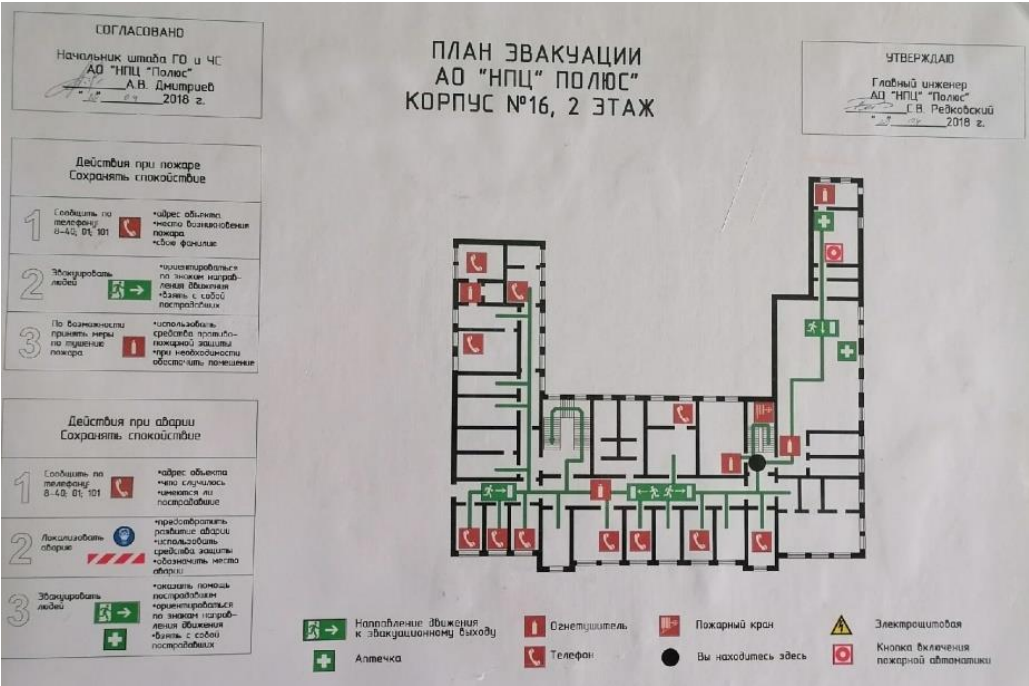 СОГЛАСОВАНО
Начальник штаба ГО и ЧС
АО "НПЦ "Полюс"
А.В. Дмитриев
2018 г.
ПЛАН ЭВАКУАЦИИ
АО "НПЦ" ПОЛЮС"
КОРПУС №16, 2 ЭТАЖ
УТВЕРЖДАЮ
Главный инженер
АО "НПЦ" "Полюс"
С.В. Редковский
2018 г.
Действия при пожаре
Сохранять спокойствие
1
Сообщить по
телефону
8-40; 01; 101
•адрес объекта
•место возникновения
пожара
•свою фамилию
2
Эвакуировать
людей
•ориентироваться
по знакам направ-
ления движения
•взять с собой
пострадавших
3
По возможности
принять меры
по тушению
пожара
•использовать
средства противо-
пожарной защиты
•при необходимости
обесточить помещение
Действия при аварии
Сохранять спокойствие
1
Сообщить по
телефону
8-40; 01; 101
•адрес объекта
•что случилось
•имеются ли
пострадавшие
2
Локализовать
аварию
•предотвратить
развитие аварии
•использовать
средства защиты
•обозначить место
аварии
3
Эвакуировать
людей
•оказать помощь
пострадавшим
•ориентироваться
по знакам направ-
ления движения
•взять с собой
пострадавших
Направление движения
к эвакуационному выходу
Аптечка
Огнетушитель
Телефон
Пожарный кран
Вы находитесь здесь
Электрощитовая
Кнопка включения
пожарной автоматики